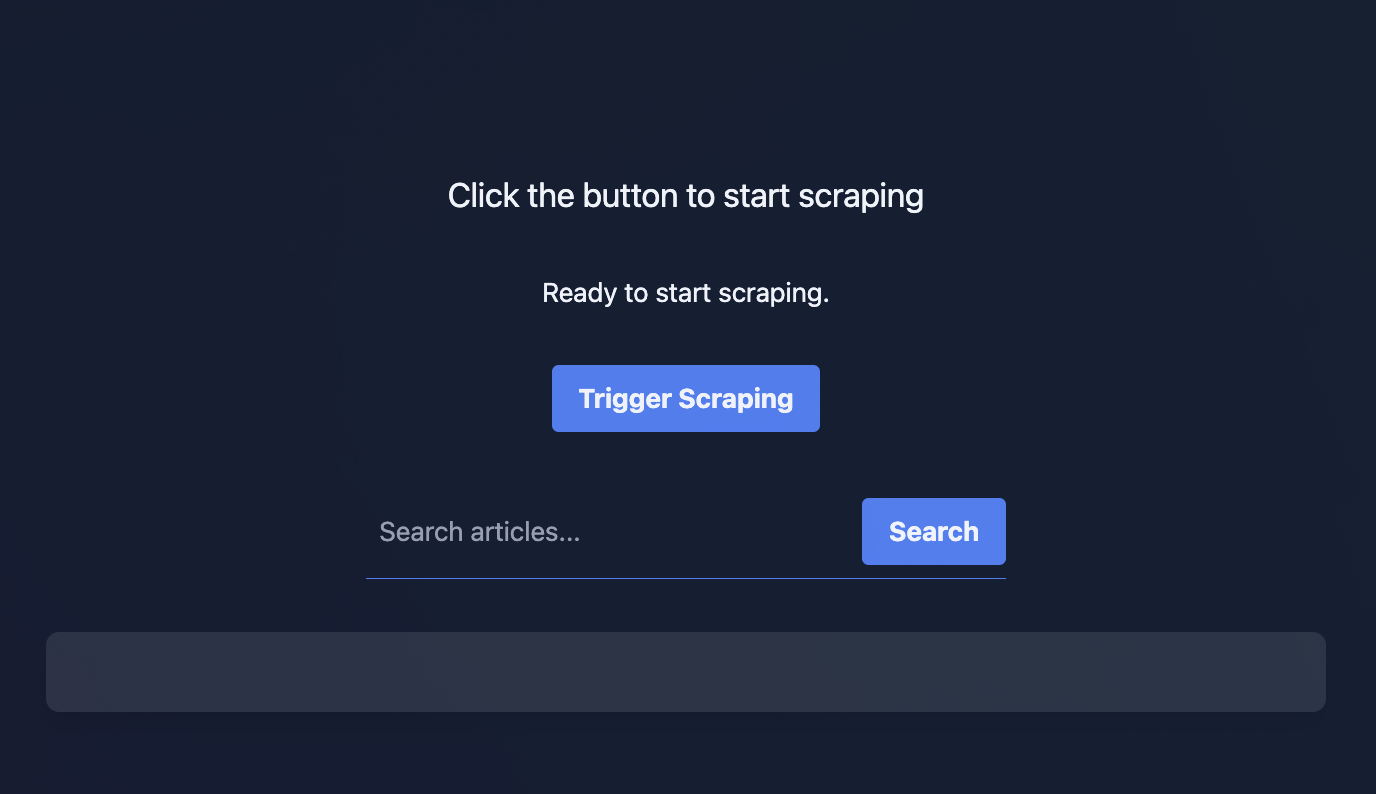 Click the button to start scraping
Ready to start scraping.
Trigger Scraping
Search articles...
Search